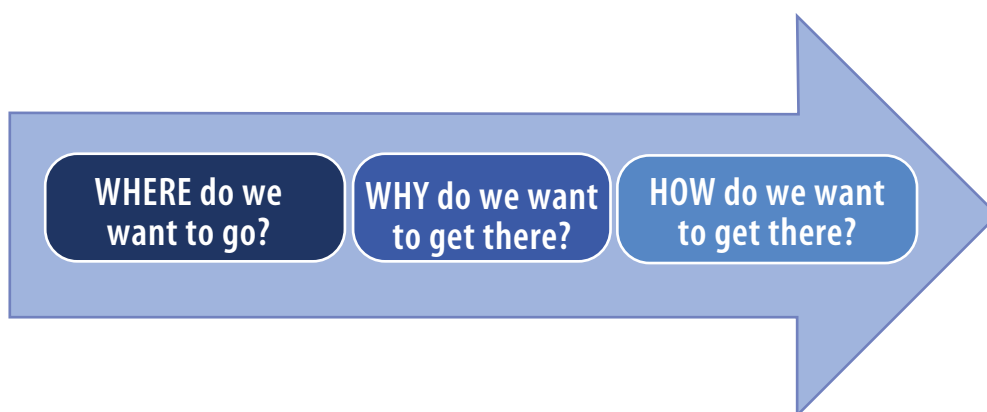 WHERE do we
want to go?
WHY do we want
to get there?
HOW do we want
to get there?